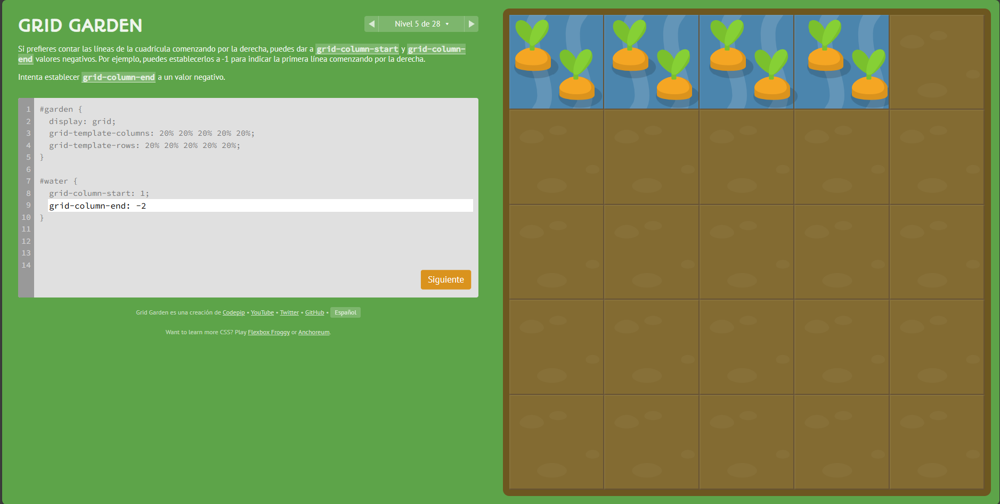 GRID GARDEN
◀ Nivel 5 de 28 ▾ ▶
Si prefieres contar las líneas de la cuadrícula comenzando por la derecha, puedes dar a grid-column-start y grid-column-
end valores negativos. Por ejemplo, puedes establecerlos a -1 para indicar la primera línea comenzando por la derecha.
Intenta establecer grid-column-end a un valor negativo.
1 #garden {
2 display: grid;
3 grid-template-columns: 20% 20% 20% 20% 20%;
4 grid-template-rows: 20% 20% 20% 20% 20%;
5 }
6
7 #water {
8 grid-column-start: 1;
9 grid-column-end: -2
10 }
11
12
13
14
Siguiente
Grid Garden es una creación de Codepip • YouTube • Twitter • GitHub • Español
Want to learn more CSS? Play Flexbox Froggy or Anchoreum.